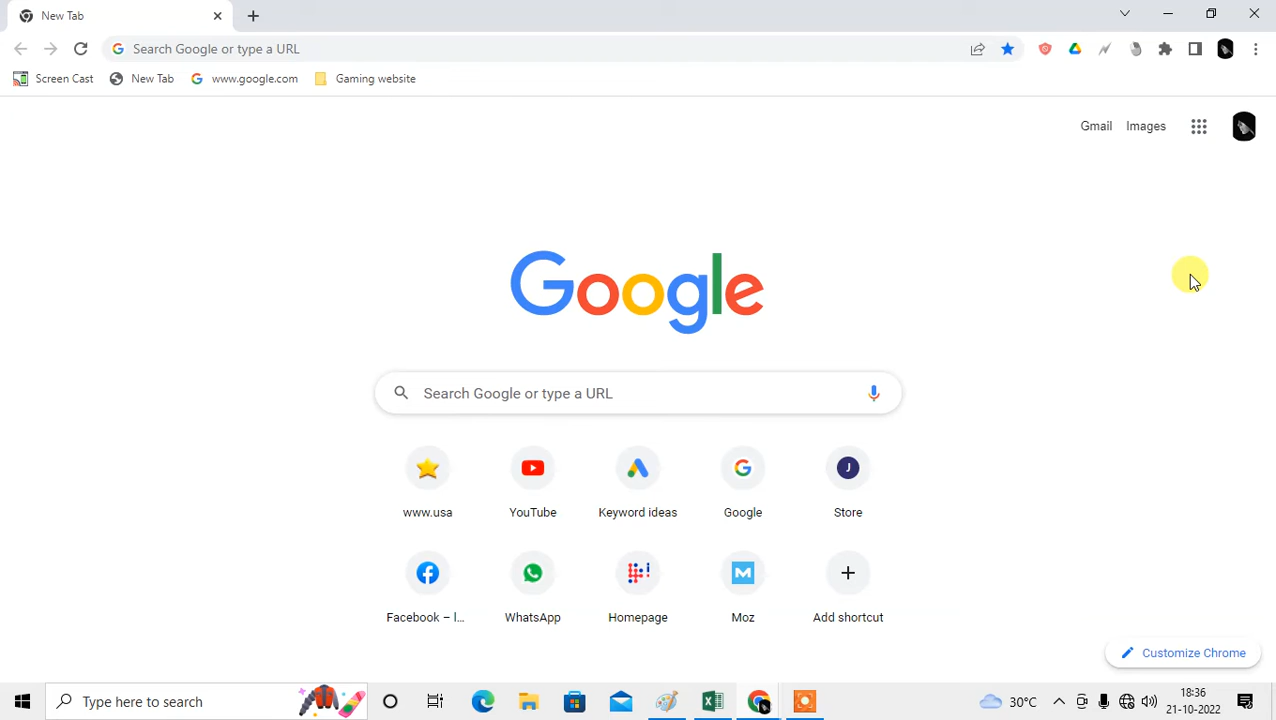 New Tab
Search Google or type a URL
Screen Cast New Tab www.google.com Gaming website
Gmail Images
Google
Search Google or type a URL
www.usa YouTube Keyword ideas Google Store
J
Facebook – l... WhatsApp Homepage Moz Add shortcut
Customize Chrome
Type here to search
30°C
18:36
21-10-2022